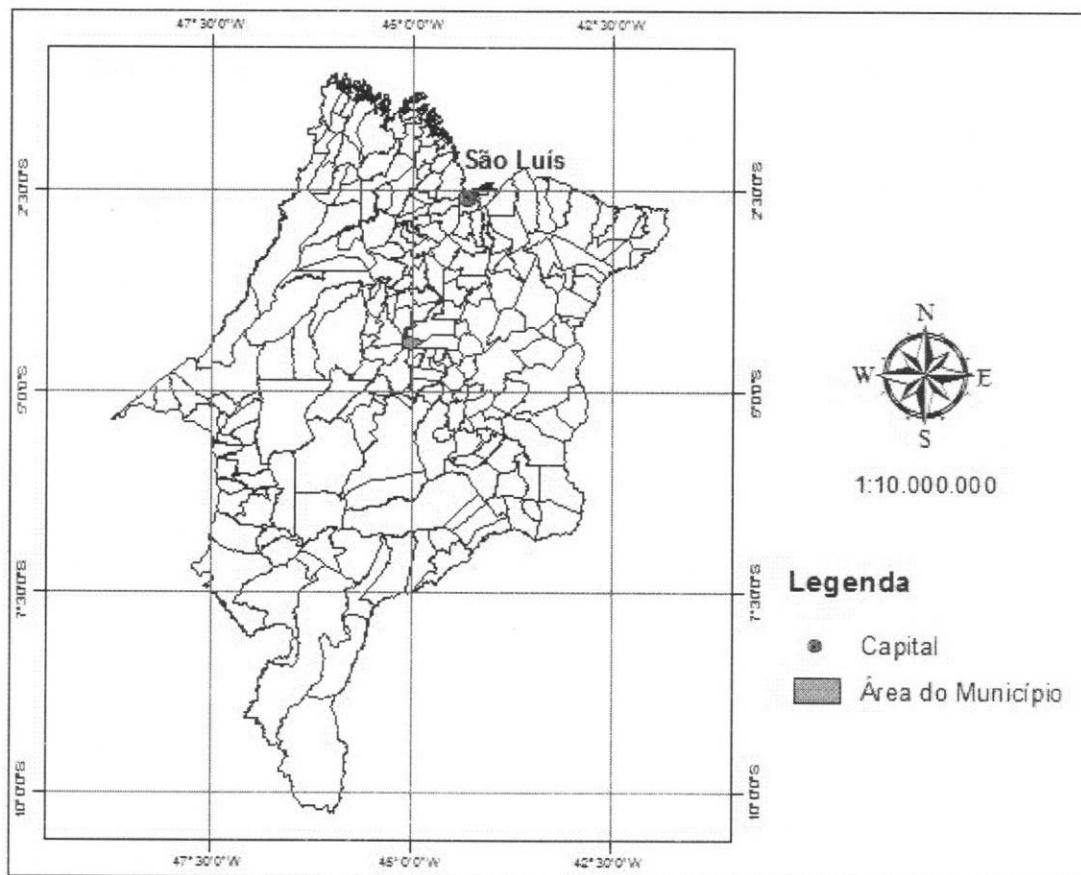 47°30'0"W 45°0'0"W 42°30'0"W
São Luís
2°30'0"S 2°30'0"S
N
W E
S
5°0'0"S 5°0'0"S
1:10.000.000
7°30'0"S 7°30'0"S
Legenda
Capital
Área do Município
10°0'0"S 10°0'0"S
47°30'0"W 45°0'0"W 42°30'0"W